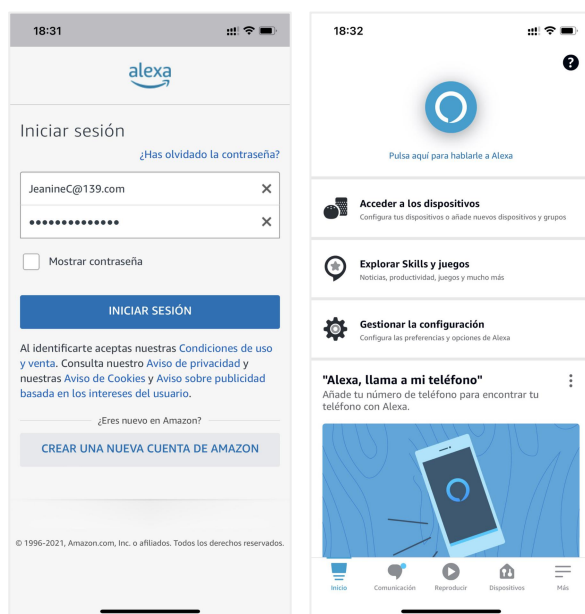 18:31
alexa
Iniciar sesión
¿Has olvidado la contraseña?
JeanineC@139.com
Mostrar contraseña
INICIAR SESIÓN
Al identificarte aceptas nuestras Condiciones de uso
y venta. Consulta nuestro Aviso de privacidad y
nuestras Aviso de Cookies y Aviso sobre publicidad
basada en los intereses del usuario.
¿Eres nuevo en Amazon?
CREAR UNA NUEVA CUENTA DE AMAZON
© 1996-2021, Amazon.com, Inc. o afiliados. Todos los derechos reservados.
18:32
?
Pulsa aquí para hablarle a Alexa
Acceder a los dispositivos
Configura tus dispositivos o añade nuevos dispositivos y grupos
Explorar Skills y juegos
Noticias, productividad, juegos y mucho más
Gestionar la configuración
Configura las preferencias y opciones de Alexa
"Alexa, llama a mi teléfono"
Añade tu número de teléfono para encontrar tu
teléfono con Alexa.
Inicio Comunicación Reproducir Dispositivos Más